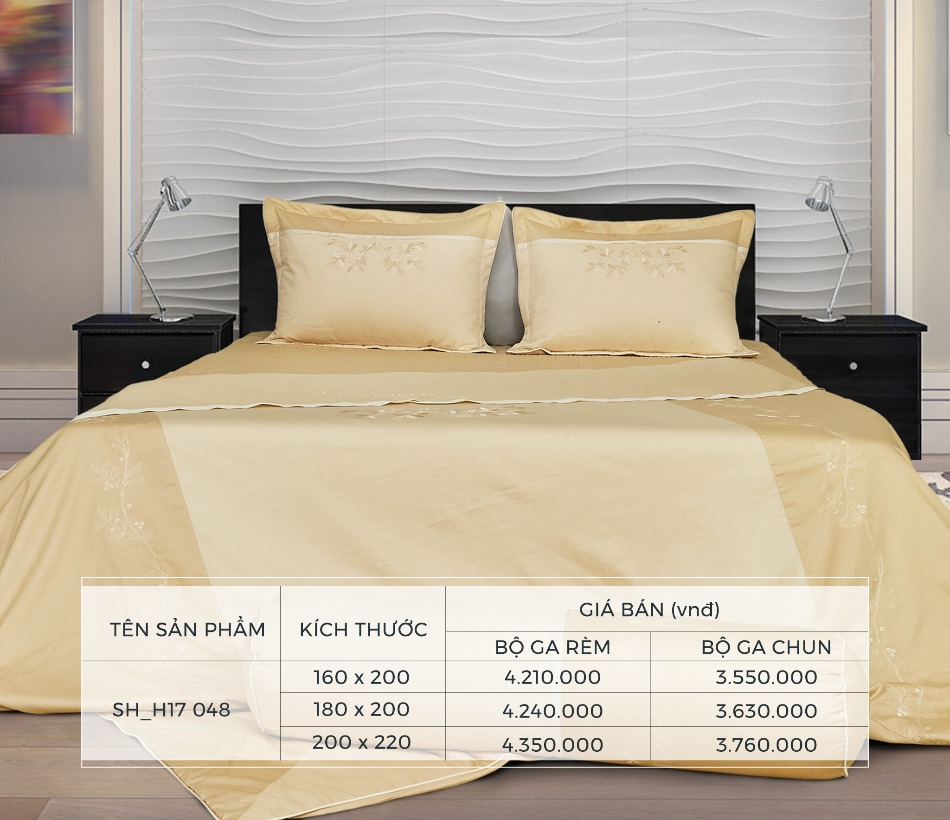 TÊN SẢN PHẨM KÍCH THƯỚC GIÁ BÁN (vnđ)
BỘ GA RÈM BỘ GA CHUN
SH_H17 048
160 x 200 4.210.000 3.550.000
180 x 200 4.240.000 3.630.000
200 x 220 4.350.000 3.760.000